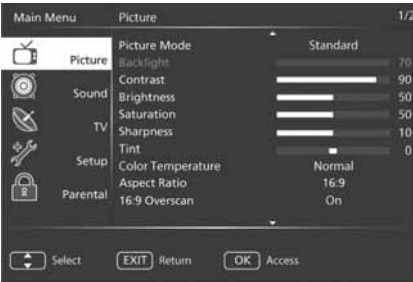 Main Menu Picture 1/2
Picture
Sound
TV
Setup
Parental
Picture Mode Standard
Backlight 70
Contrast 90
Brightness 50
Saturation 50
Sharpness 10
Tint 0
Color Temperature Normal
Aspect Ratio 16:9
16:9 Overscan On
Select EXIT Return OK Access